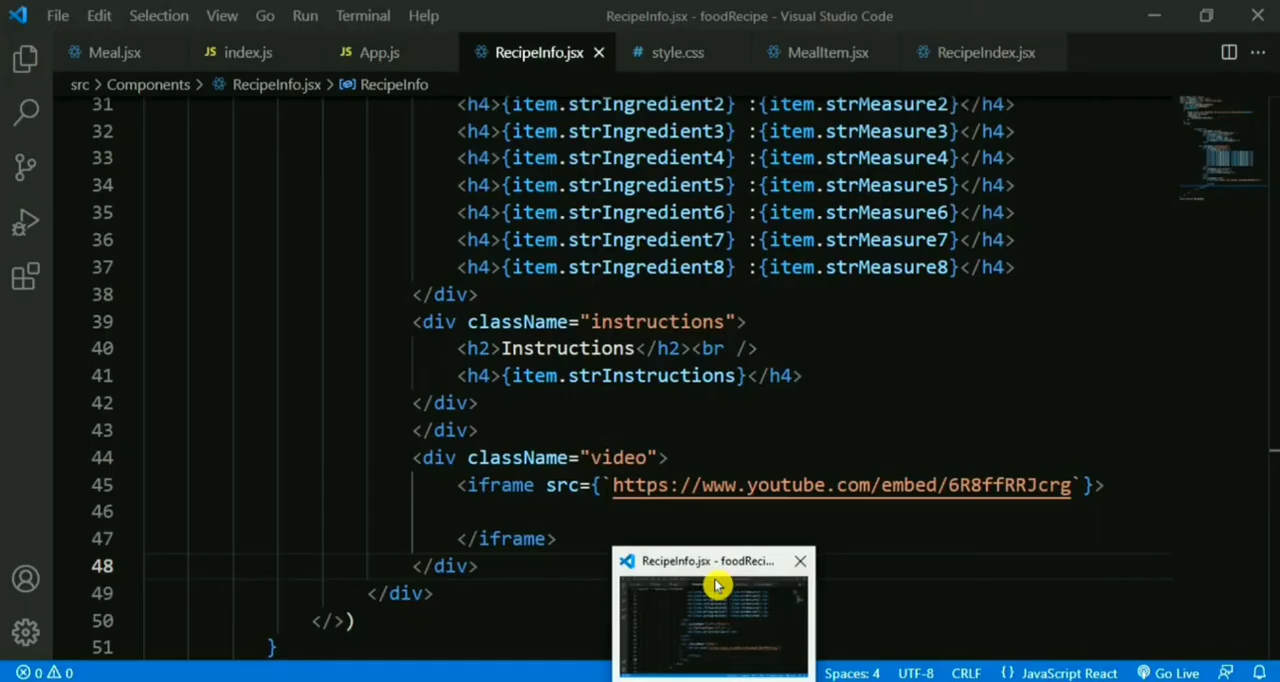 File Edit Selection View Go Run Terminal Help RecipeInfo.jsx - foodRecipe - Visual Studio Code
Meal.jsx JS index.js JS App.js RecipeInfo.jsx # style.css MealItem.jsx RecipeIndex.jsx
src > Components > RecipeInfo.jsx > RecipeInfo
31 <h4>{item.strIngredient2} :{item.strMeasure2}</h4>
32 <h4>{item.strIngredient3} :{item.strMeasure3}</h4>
33 <h4>{item.strIngredient4} :{item.strMeasure4}</h4>
34 <h4>{item.strIngredient5} :{item.strMeasure5}</h4>
35 <h4>{item.strIngredient6} :{item.strMeasure6}</h4>
36 <h4>{item.strIngredient7} :{item.strMeasure7}</h4>
37 <h4>{item.strIngredient8} :{item.strMeasure8}</h4>
38 </div>
39 <div className="instructions">
40 <h2>Instructions</h2><br />
41 <h4>{item.strInstructions}</h4>
42 </div>
43 </div>
44 <div className="video">
45 <iframe src={`https://www.youtube.com/embed/6R8ffRRJcrg`}>
46
47 </iframe>
RecipeInfo.jsx - foodReci...
48 </div>
49 </div>
50 </>)
51 }
0 0 Spaces: 4 UTF-8 CRLF {} JavaScript React Go Live